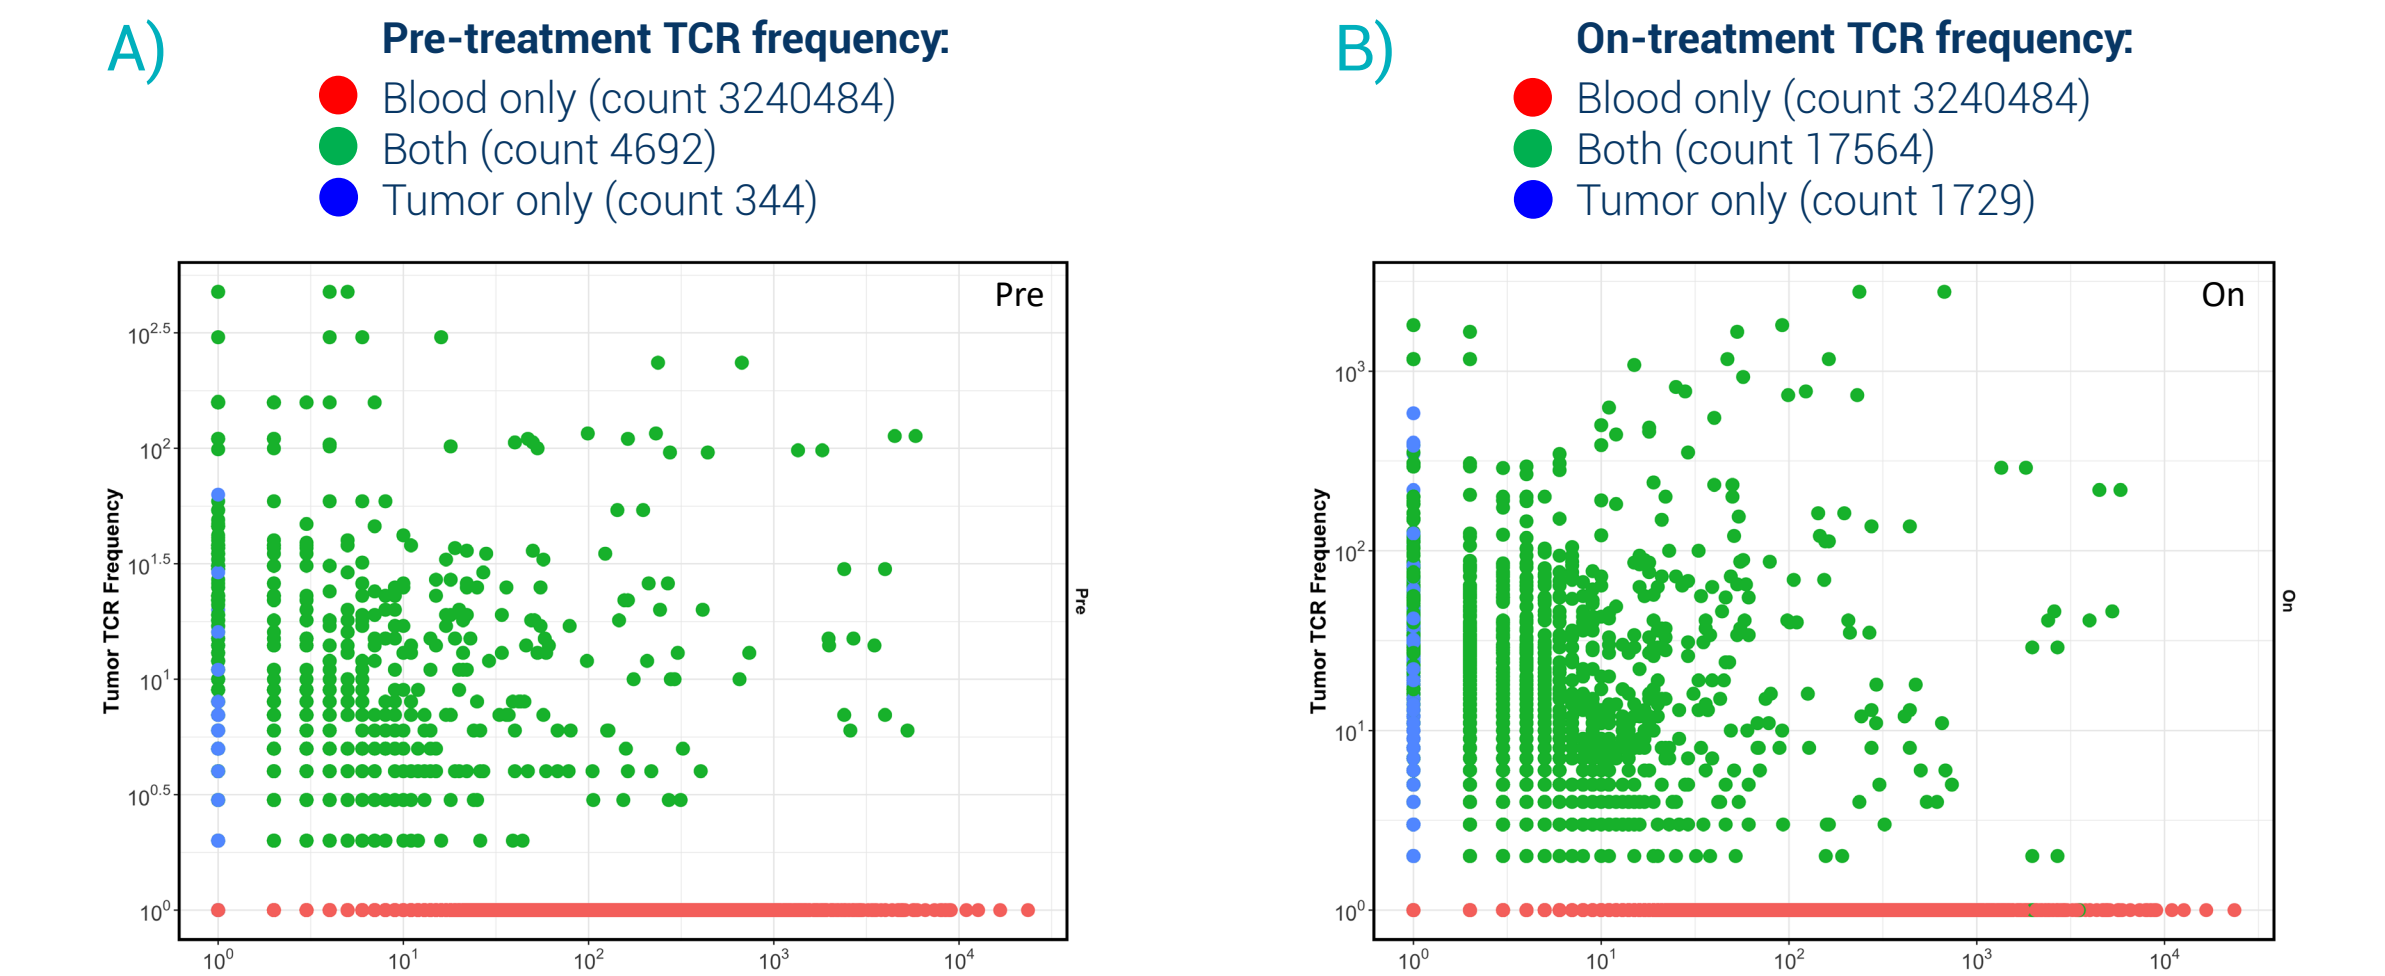 A)
Pre-treatment TCR frequency:
Blood only (count 3240484)
Both (count 4692)
Tumor only (count 344)
Pre
10^2.5
10^2
10^1.5
10^1
10^0.5
10^0
Tumor TCR Frequency
Pre
10^0 10^1 10^2 10^3 10^4
B)
On-treatment TCR frequency:
Blood only (count 3240484)
Both (count 17564)
Tumor only (count 1729)
On
10^3
10^2
10^1
10^0
Tumor TCR Frequency
On
10^0 10^1 10^2 10^3 10^4